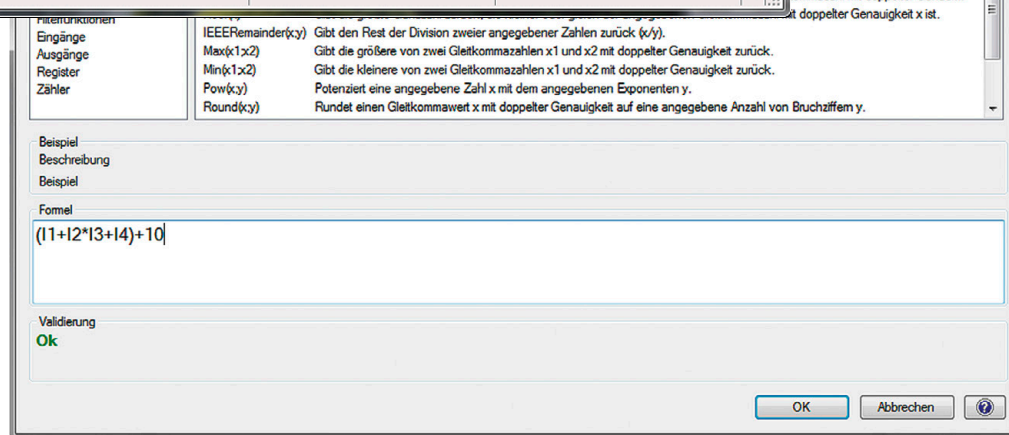 it doppelter Genauigkeit x ist.
Filterfunktionen
Eingänge
Ausgänge
Register
Zähler
IEEERemainder(x;y) Gibt den Rest der Division zweier angegebener Zahlen zurück (x/y).
Max(x1;x2) Gibt die größere von zwei Gleitkommazahlen x1 und x2 mit doppelter Genauigkeit zurück.
Min(x1;x2) Gibt die kleinere von zwei Gleitkommazahlen x1 und x2 mit doppelter Genauigkeit zurück.
Pow(x;y) Potenziert eine angegebene Zahl x mit dem angegebenen Exponenten y.
Round(x;y) Rundet einen Gleitkommawert x mit doppelter Genauigkeit auf eine angegebene Anzahl von Bruchziffern y.
Beispiel
Beschreibung
Beispiel
Formel
(I1+I2*I3+I4)+10
Validierung
Ok
OK Abbrechen